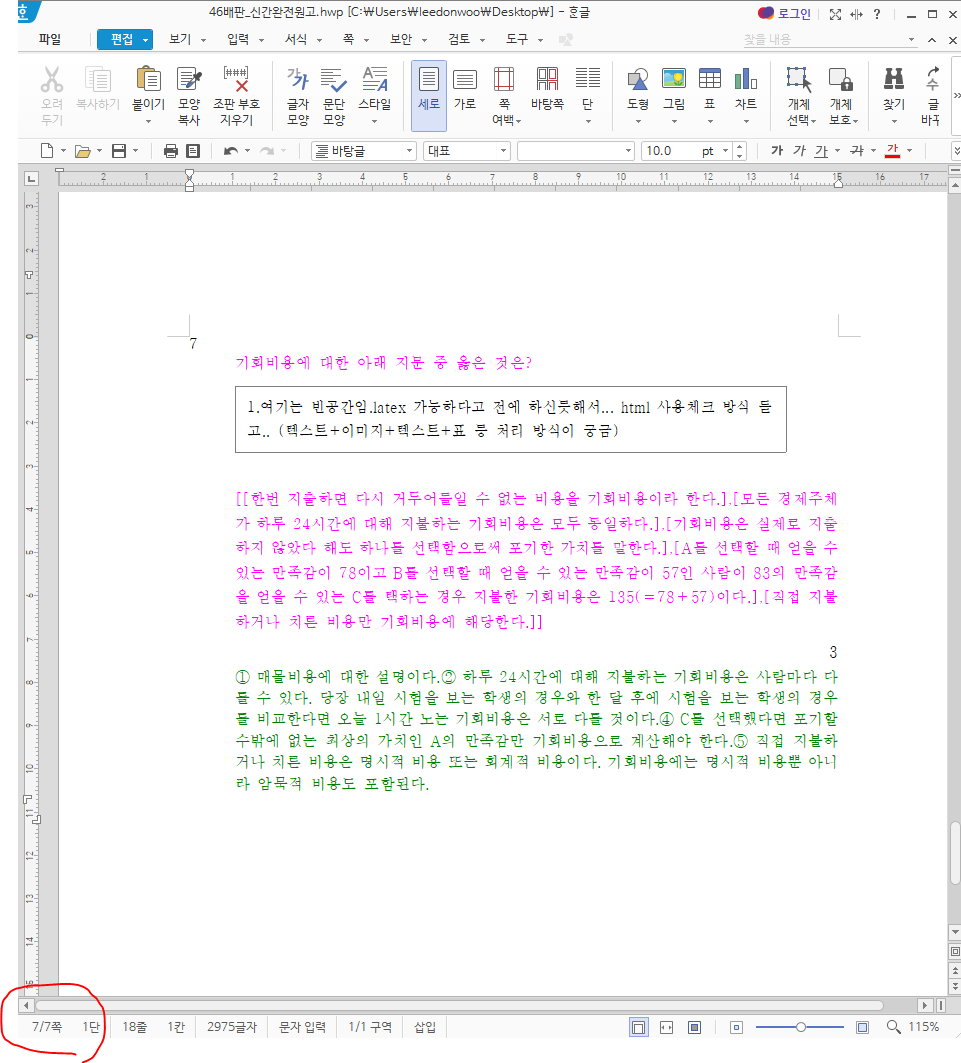 46배판_신간완전원고.hwp [C:₩Users₩leedonwoo₩Desktop₩] - 훈글
로그인
?
파일 편집 보기 입력 서식 쪽 보안 검토 도구 찾을 내용
오려 두기
복사하기
붙이기
모양 복사
조판 부호 지우기
글자 모양
문단 모양
스타일
세로
가로
쪽 여백
바탕쪽
단
도형
그림
표
차트
개체 선택
개체 보호
찾기
글 바꾸
바탕글 대표 10.0 pt 가 가 가 가 가
2 1 1 2 3 4 5 6 7 8 9 10 11 12 13 14 15 16 17
7
기회비용에 대한 아래 지문 중 옳은 것은?
1.여기는 빈공간임.latex 가능하다고 전에 하신듯해서... html 사용체크 방식 듣
고.. (텍스트+이미지+텍스트+표 등 처리 방식이 궁금)
[[한번 지출하면 다시 거두어들일 수 없는 비용을 기회비용이라 한다.].[모든 경제주체
가 하루 24시간에 대해 지불하는 기회비용은 모두 동일하다.].[기회비용은 실제로 지출
하지 않았다 해도 하나를 선택함으로써 포기한 가치를 말한다.].[A를 선택할 때 얻을 수
있는 만족감이 78이고 B를 선택할 때 얻을 수 있는 만족감이 57인 사람이 83의 만족감
을 얻을 수 있는 C를 택하는 경우 지불한 기회비용은 135(=78+57)이다.].[직접 지불
하거나 치른 비용만 기회비용에 해당한다.]]
3
① 매몰비용에 대한 설명이다.② 하루 24시간에 대해 지불하는 기회비용은 사람마다 다
를 수 있다. 당장 내일 시험을 보는 학생의 경우와 한 달 후에 시험을 보는 학생의 경우
를 비교한다면 오늘 1시간 노는 기회비용은 서로 다를 것이다.④ C를 선택했다면 포기할
수밖에 없는 최상의 가치인 A의 만족감만 기회비용으로 계산해야 한다.⑤ 직접 지불하
거나 치른 비용은 명시적 비용 또는 회계적 비용이다. 기회비용에는 명시적 비용뿐 아니
라 암묵적 비용도 포함된다.
7/7쪽 1단 18줄 1칸 2975글자 문자 입력 1/1 구역 삽입 115%